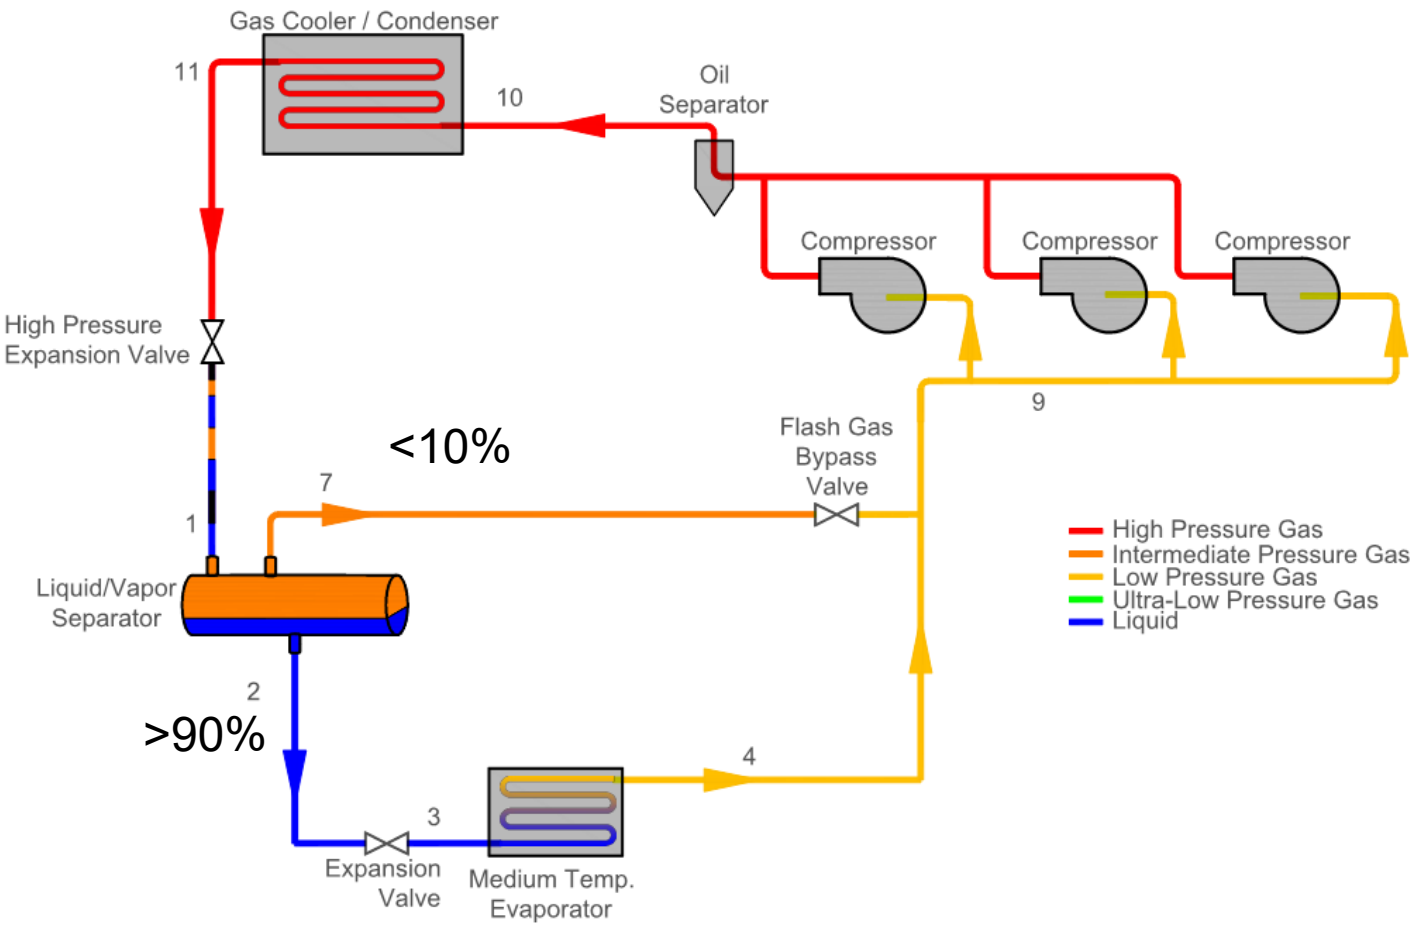 Gas Cooler / Condenser
11
10
Oil
Separator
Compressor
Compressor
Compressor
High Pressure
Expansion Valve
9
<10%
Flash Gas
Bypass
Valve
7
1
High Pressure Gas
Intermediate Pressure Gas
Low Pressure Gas
Ultra-Low Pressure Gas
Liquid
Liquid/Vapor
Separator
2
>90%
4
3
Expansion
Valve
Medium Temp.
Evaporator